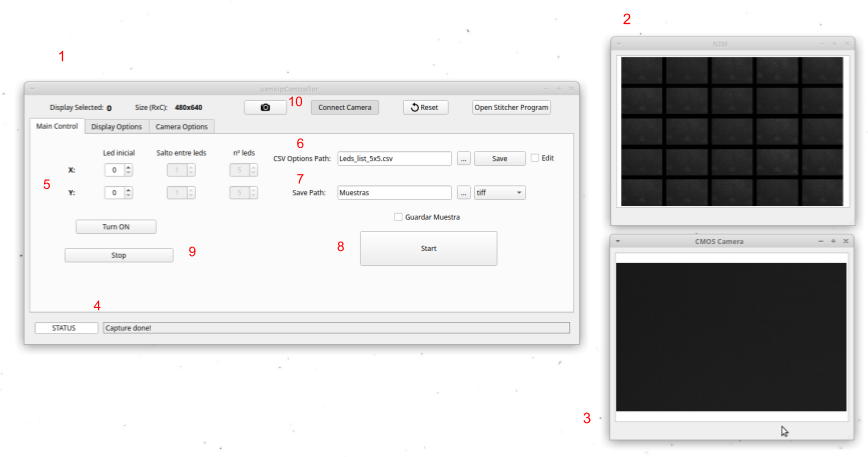 2
1
NIM
uanuipController
Display Selected: 0 Size (RxC): 480x640 10 Connect Camera Reset Open Stitcher Program
Main Control Display Options Camera Options
6
Led inicial Salto entre leds nº leds
CSV Options Path: Leds_list_5x5.csv ... Save Edit
X: 0 1 5
5
7
Y: 0 1 5 Save Path: Muestras ... tiff
Guardar Muestra
Turn ON
8 Start
CMOS Camera
Stop 9
4
STATUS Capture done!
3